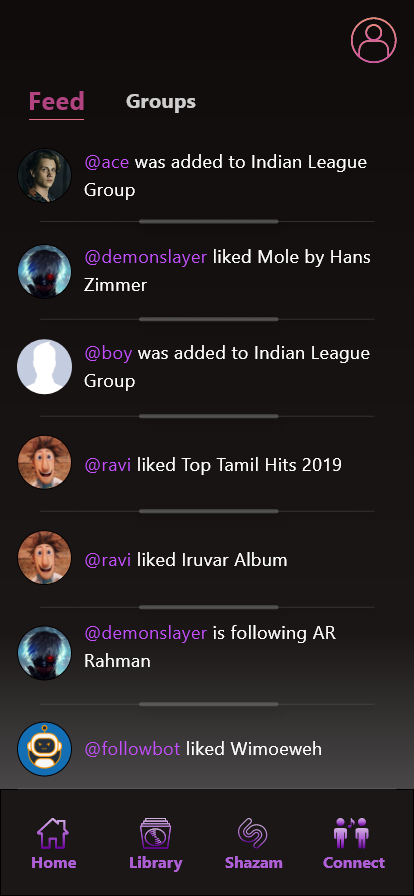 Feed Groups
@ace was added to Indian League
Group
@demonslayer liked Mole by Hans
Zimmer
@boy was added to Indian League
Group
@ravi liked Top Tamil Hits 2019
@ravi liked Iruvar Album
@demonslayer is following AR
Rahman
@followbot liked Wimoeweh
Home Library Shazam Connect